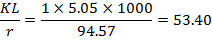 KL/r = (1 × 5.05 × 1000)/94.57 = 53.40